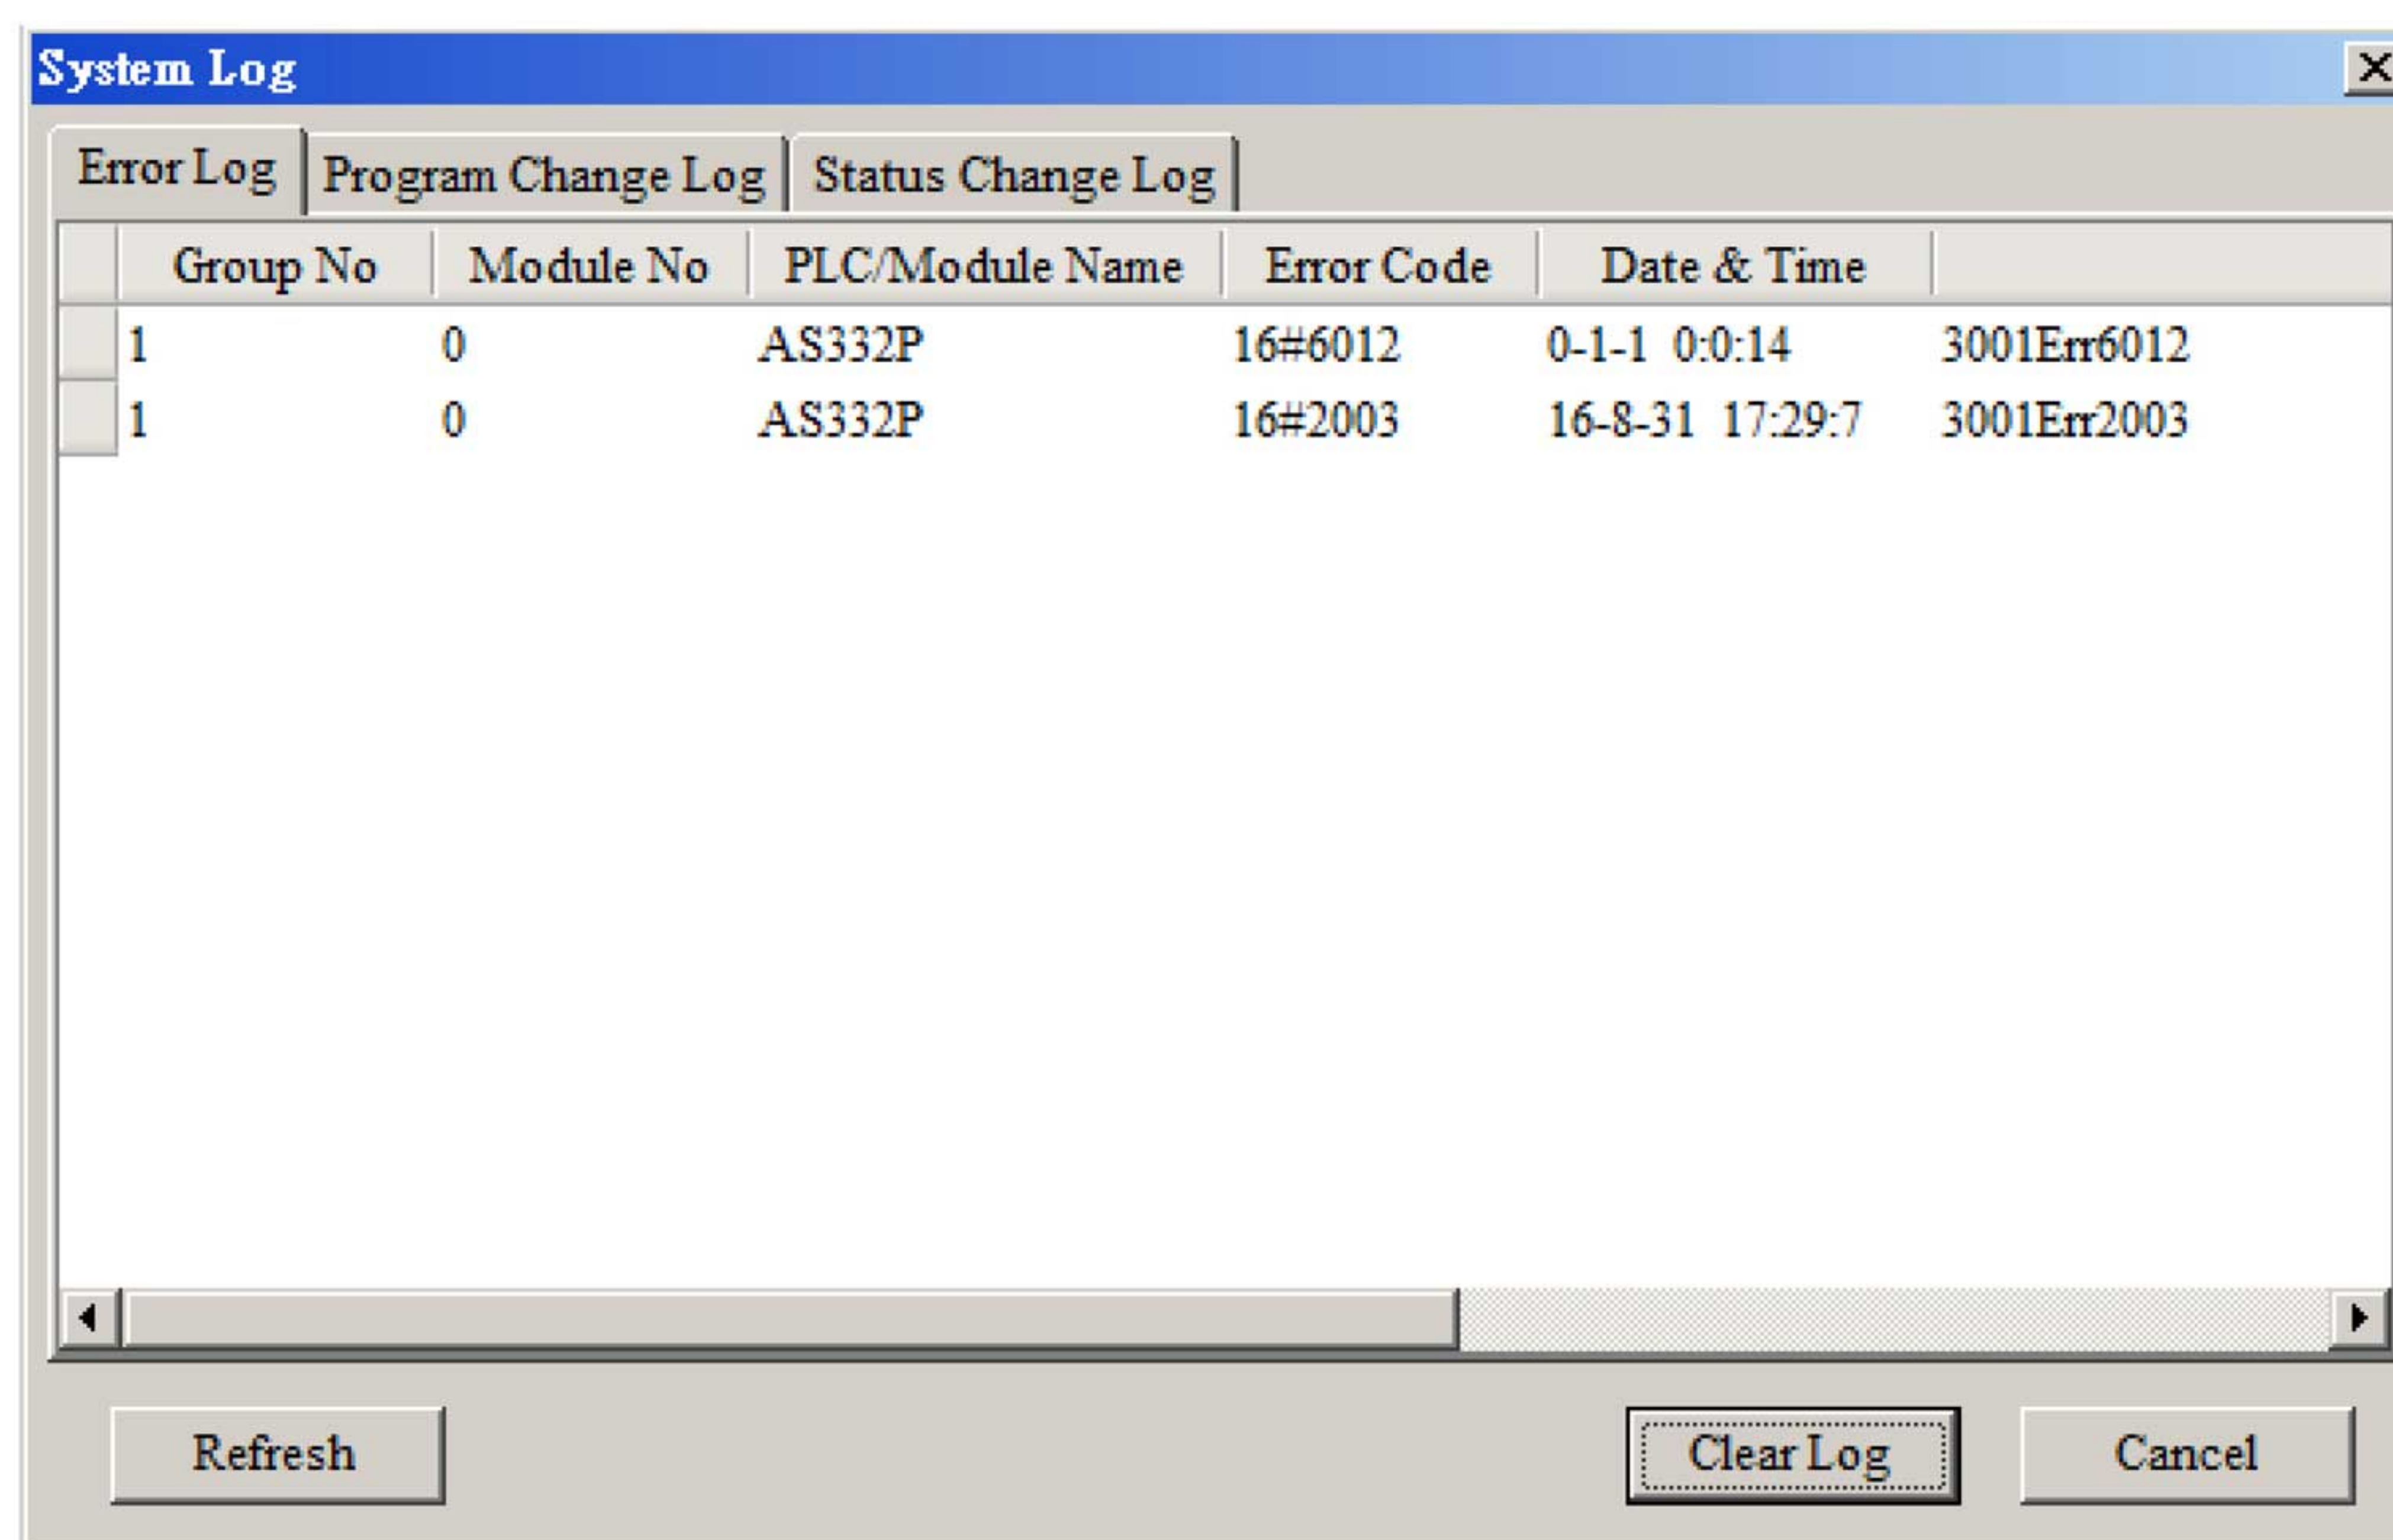 System Log
Error Log Program Change Log Status Change Log
Group No Module No PLC/Module Name Error Code Date & Time
1 0 AS332P 16#6012 0-1-1 0:0:14 3001Err6012
1 0 AS332P 16#2003 16-8-31 17:29:7 3001Err2003
Refresh Clear Log Cancel